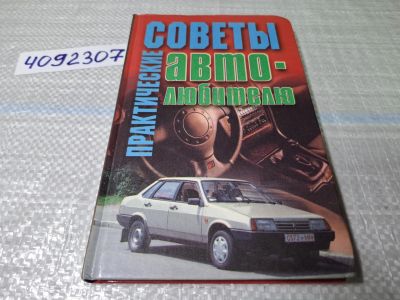 4092307
ПРАКТИЧЕСКИЕ
СОВЕТЫ
авто-
любителю